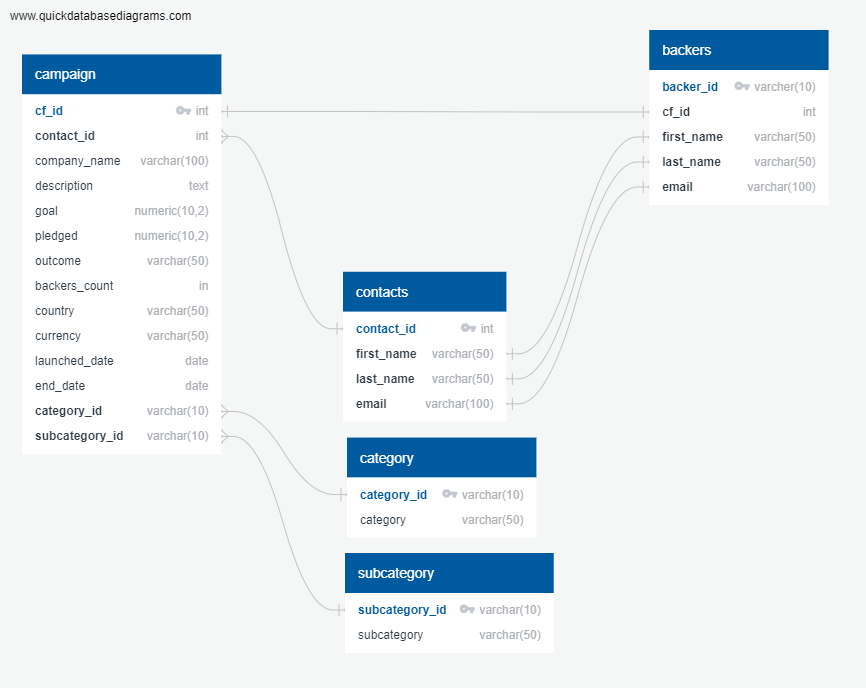 www.quickdatabasediagrams.com
campaign
cf_id int
contact_id int
company_name varchar(100)
description text
goal numeric(10,2)
pledged numeric(10,2)
outcome varchar(50)
backers_count in
country varchar(50)
currency varchar(50)
launched_date date
end_date date
category_id varchar(10)
subcategory_id varchar(10)
backers
backer_id varcher(10)
cf_id int
first_name varchar(50)
last_name varchar(50)
email varchar(100)
contacts
contact_id int
first_name varchar(50)
last_name varchar(50)
email varchar(100)
category
category_id varchar(10)
category varchar(50)
subcategory
subcategory_id varchar(10)
subcategory varchar(50)